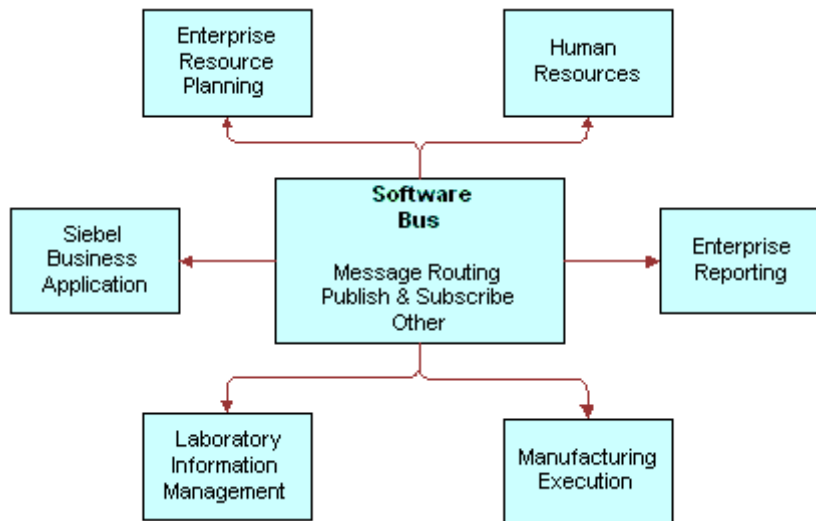 Enterprise
Resource
Planning
Human
Resources
Software
Bus
Message Routing
Publish & Subscribe
Other
Siebel
Business
Application
Enterprise
Reporting
Laboratory
Information
Management
Manufacturing
Execution